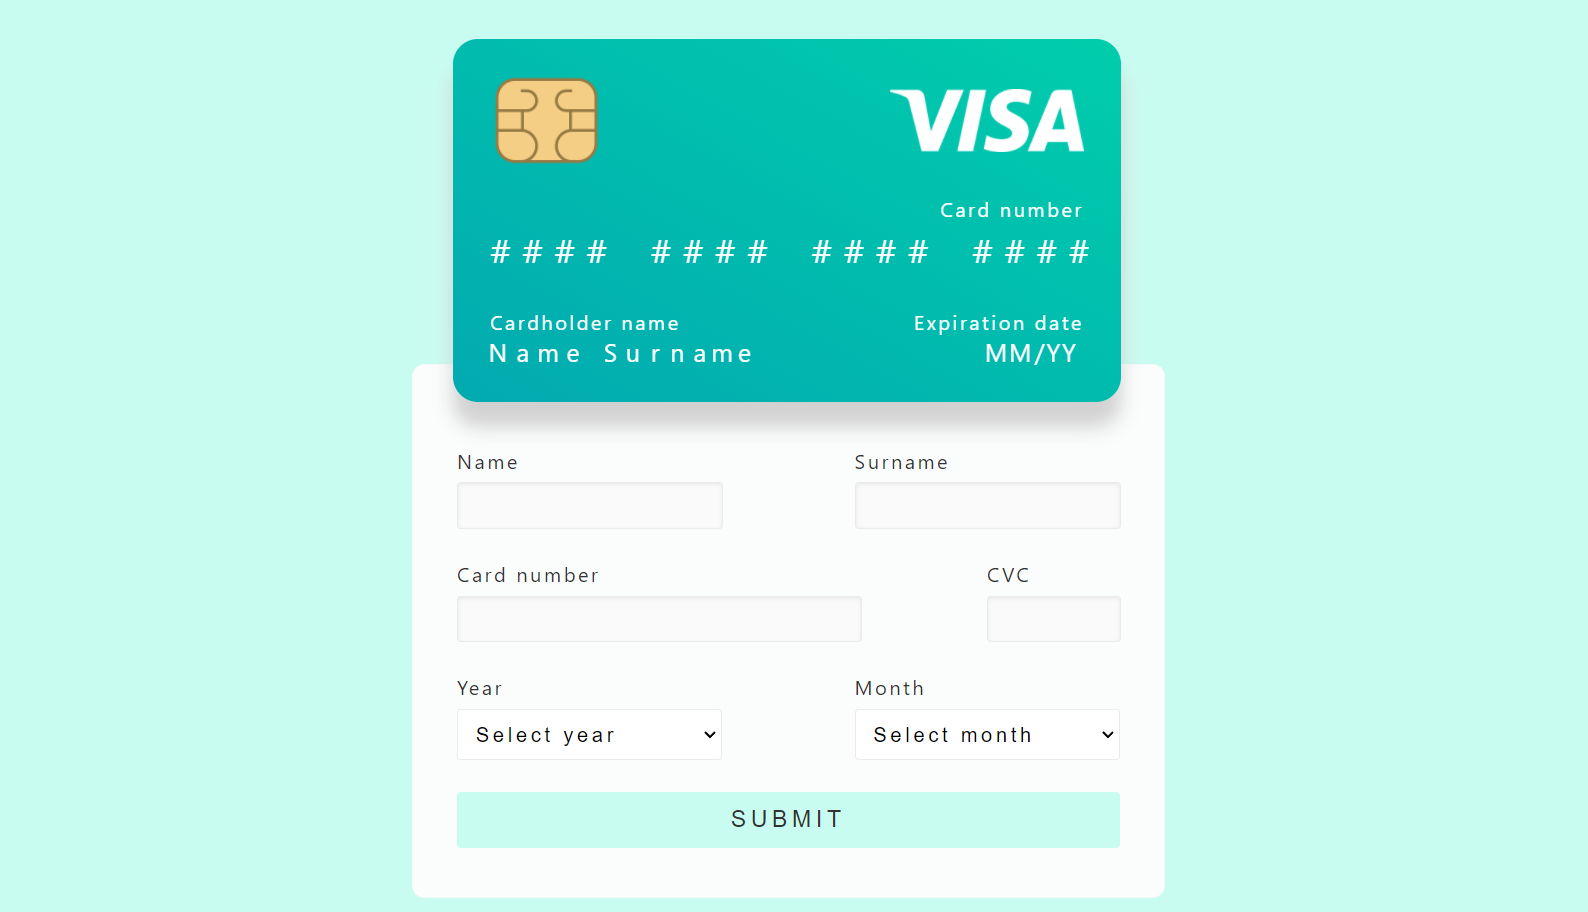 VISA
Card number
#### #### #### ####
Cardholder name Expiration date
Name Surname MM/YY
Name Surname
Card number CVC
Year Month
Select year Select month
SUBMIT